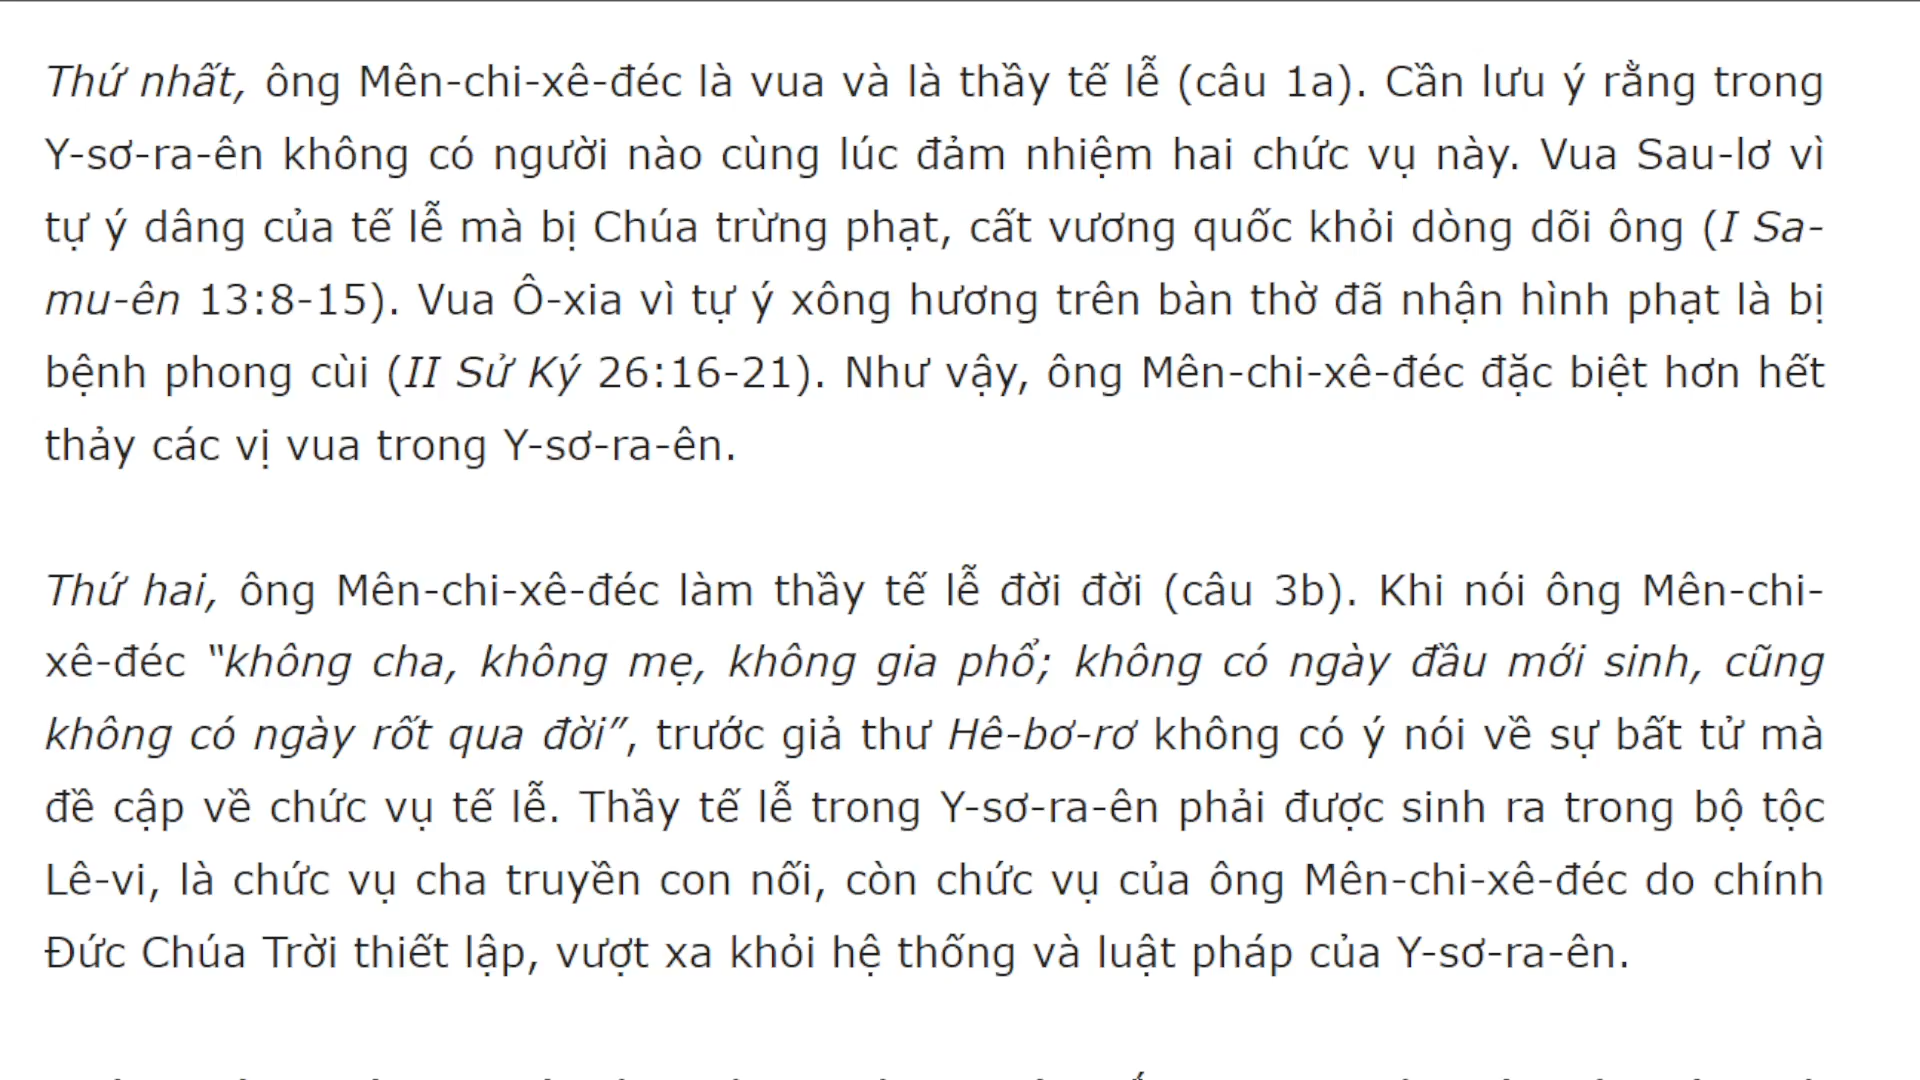 Thứ nhất, ông Mên-chi-xê-đéc là vua và là thầy tế lễ (câu 1a). Cần lưu ý rằng trong
Y-sơ-ra-ên không có người nào cùng lúc đảm nhiệm hai chức vụ này. Vua Sau-lơ vì
tự ý dâng của tế lễ mà bị Chúa trừng phạt, cất vương quốc khỏi dòng dõi ông (I Sa-
mu-ên 13:8-15). Vua Ô-xia vì tự ý xông hương trên bàn thờ đã nhận hình phạt là bị
bệnh phong cùi (II Sử Ký 26:16-21). Như vậy, ông Mên-chi-xê-đéc đặc biệt hơn hết
thảy các vị vua trong Y-sơ-ra-ên.
Thứ hai, ông Mên-chi-xê-đéc làm thầy tế lễ đời đời (câu 3b). Khi nói ông Mên-chi-
xê-đéc “không cha, không mẹ, không gia phổ; không có ngày đầu mới sinh, cũng
không có ngày rốt qua đời”, trước giả thư Hê-bơ-rơ không có ý nói về sự bất tử mà
đề cập về chức vụ tế lễ. Thầy tế lễ trong Y-sơ-ra-ên phải được sinh ra trong bộ tộc
Lê-vi, là chức vụ cha truyền con nối, còn chức vụ của ông Mên-chi-xê-đéc do chính
Đức Chúa Trời thiết lập, vượt xa khỏi hệ thống và luật pháp của Y-sơ-ra-ên.